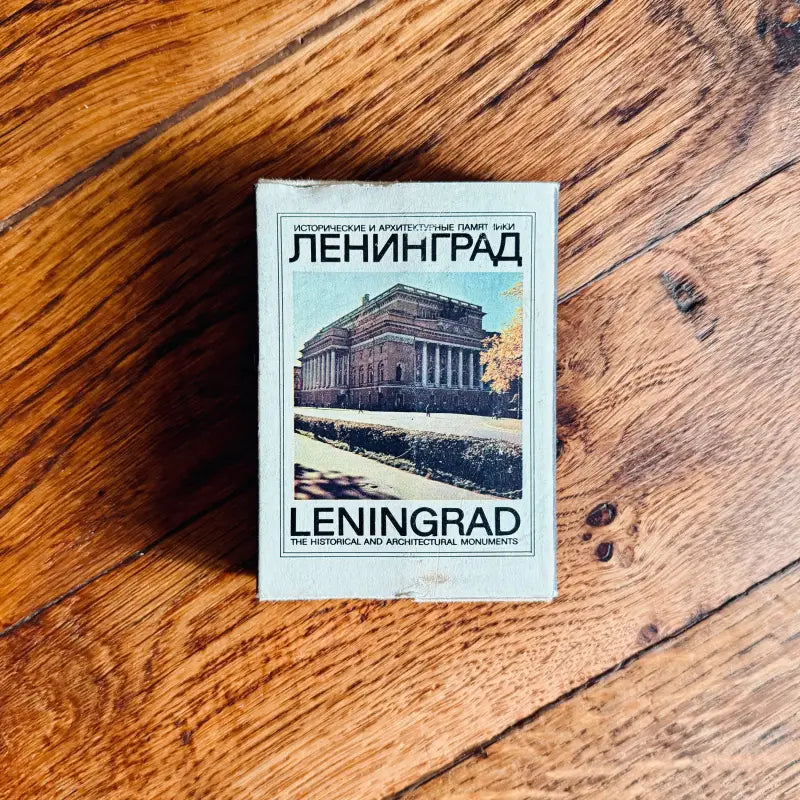 ИСТОРИЧЕСКИЕ И АРХИТЕКТУРНЫЕ ПАМЯТНИКИ
ЛЕНИНГРАД
LENINGRAD
THE HISTORICAL AND ARCHITECTURAL MONUMENTS